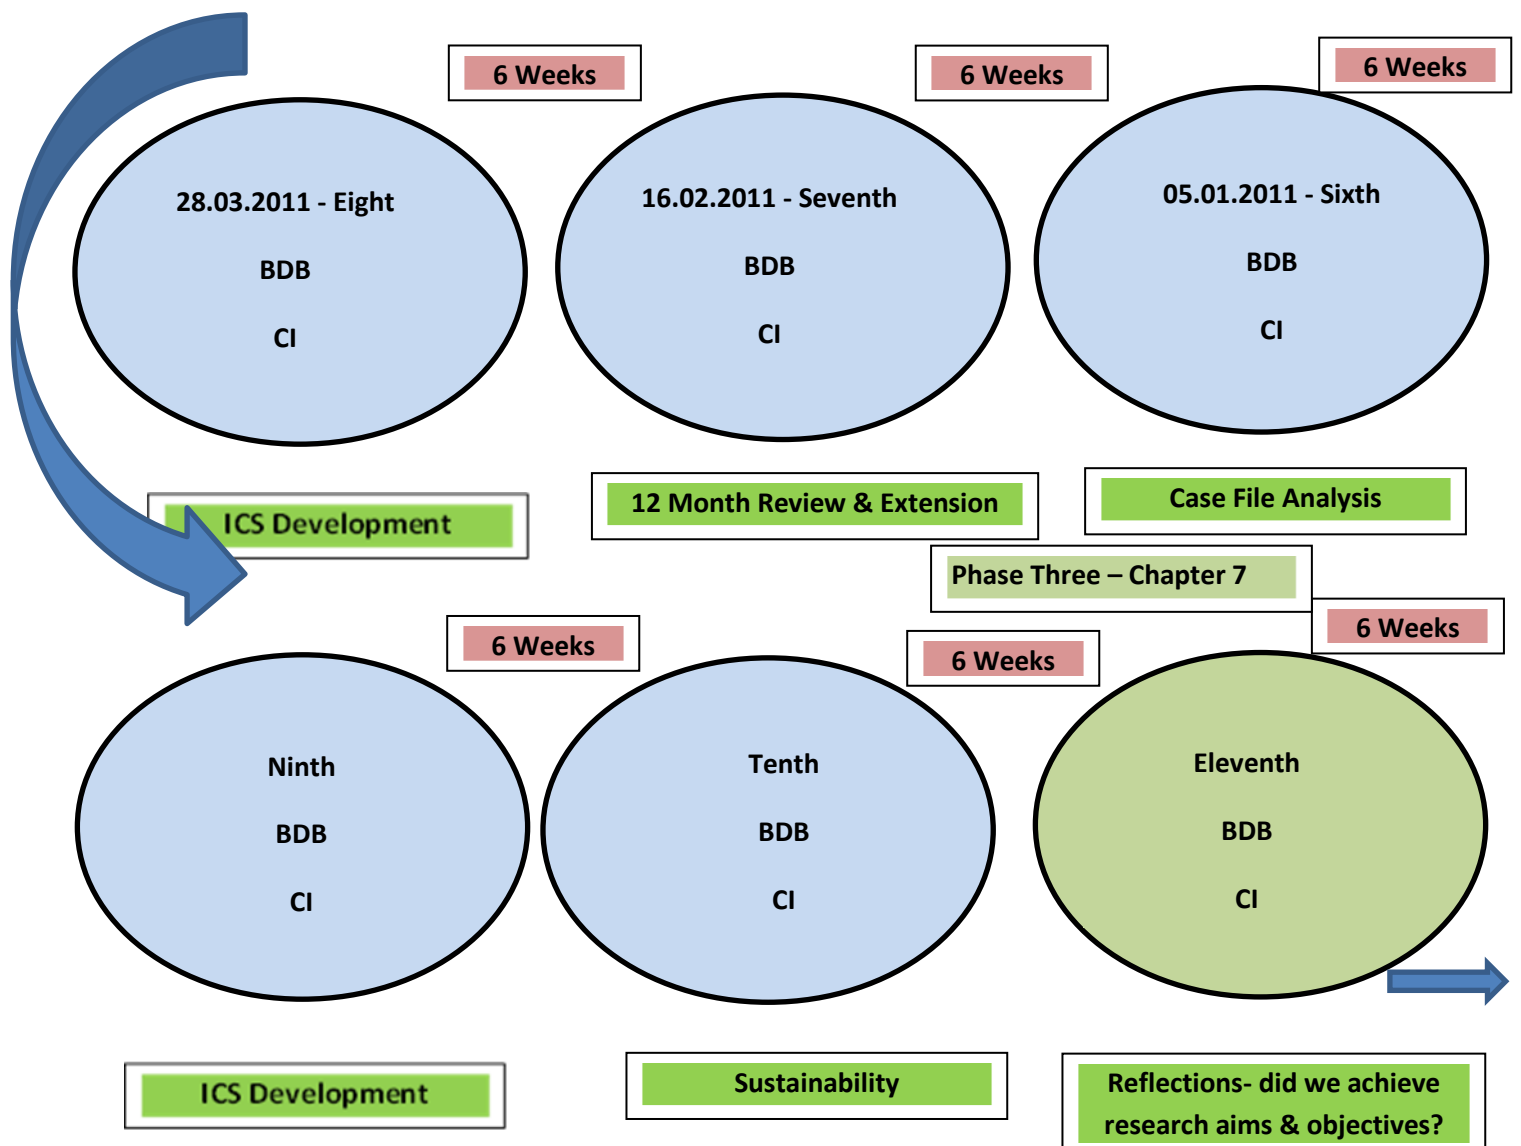 6 Weeks
6 Weeks
6 Weeks
28.03.2011 - Eight
BDB
CI
16.02.2011 - Seventh
BDB
CI
05.01.2011 - Sixth
BDB
CI
ICS Development
12 Month Review & Extension
Case File Analysis
Phase Three – Chapter 7
6 Weeks
6 Weeks
6 Weeks
Ninth
BDB
CI
Tenth
BDB
CI
Eleventh
BDB
CI
ICS Development
Sustainability
Reflections- did we achieve
research aims & objectives?